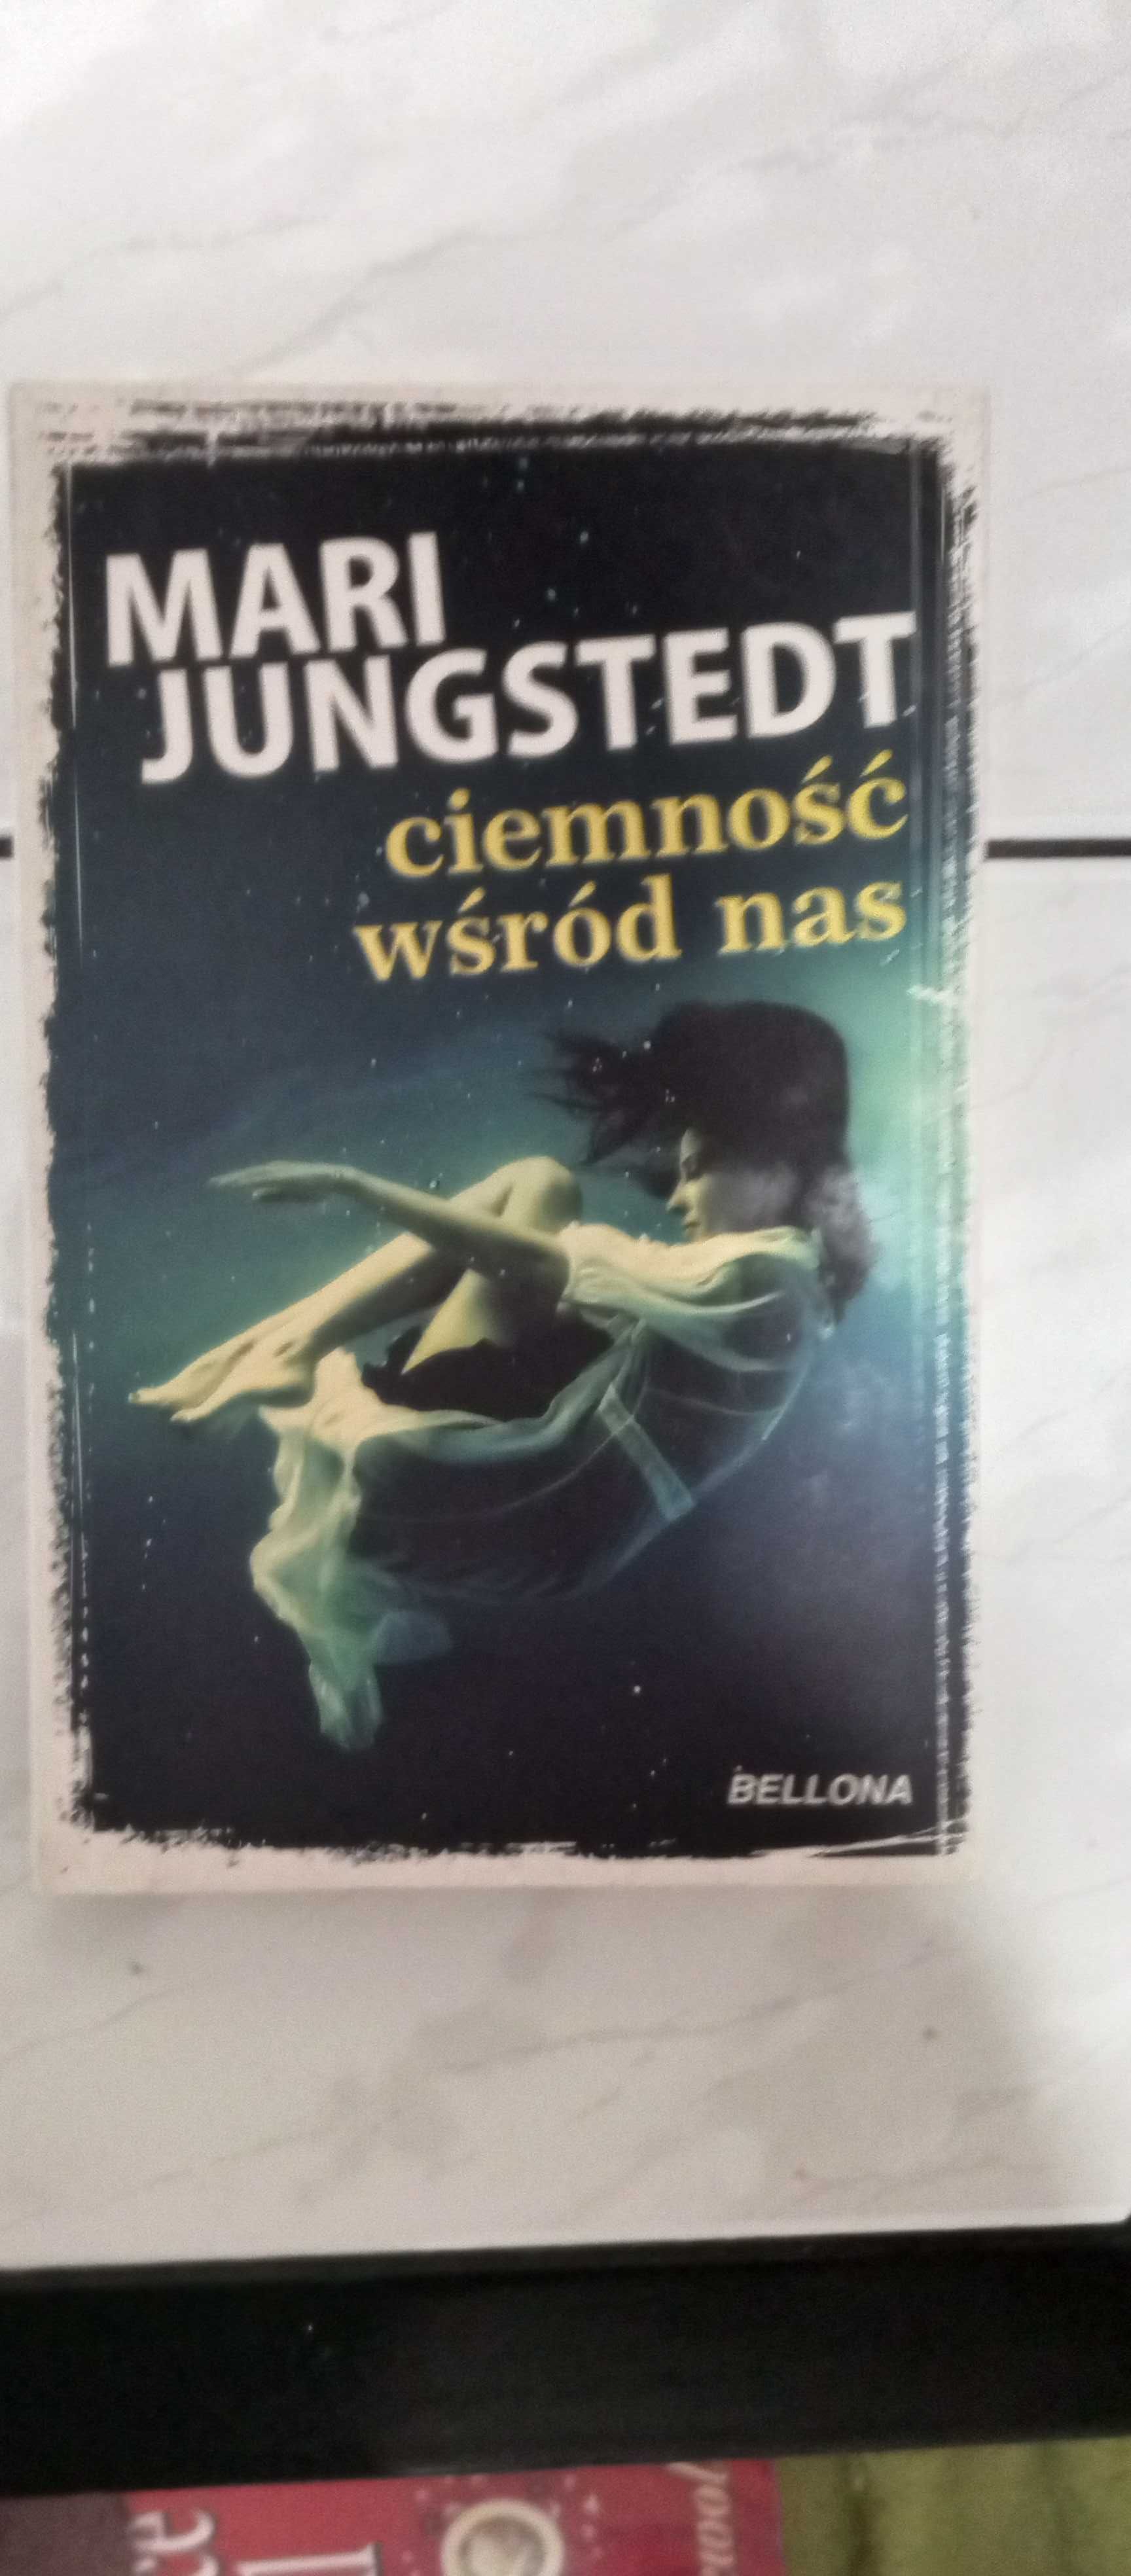 MARI
JUNGSTEDT
ciemność
wśród nas
BELLONA